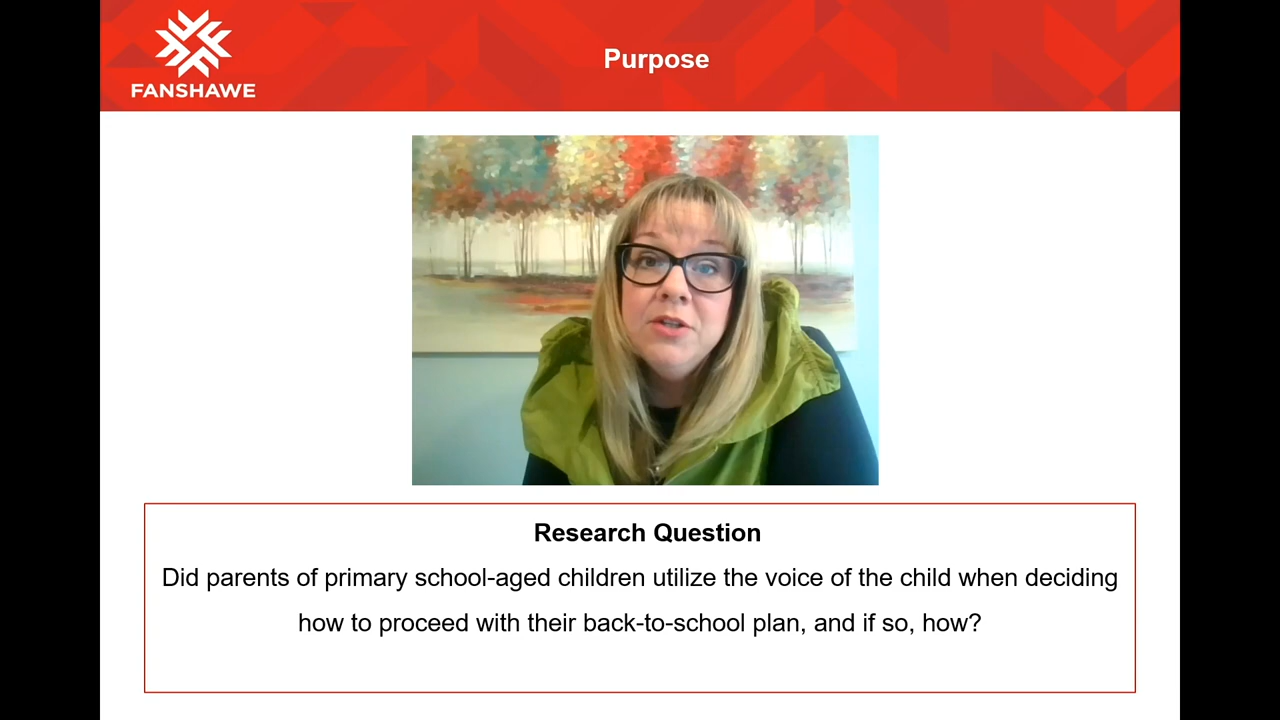 FANSHAWE
Purpose
Research Question
Did parents of primary school-aged children utilize the voice of the child when deciding
how to proceed with their back-to-school plan, and if so, how?